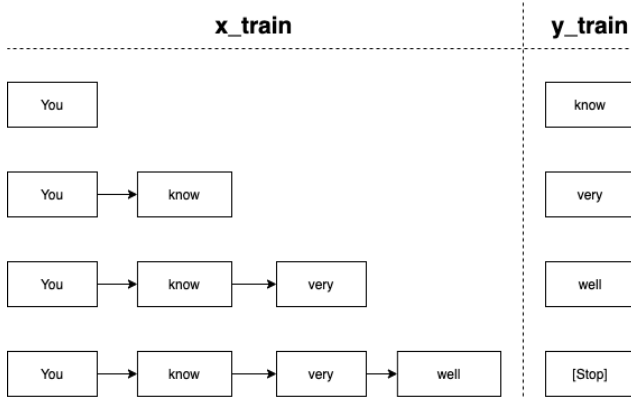 x_train y_train
You know
You know very
You know very well
You know very well [Stop]